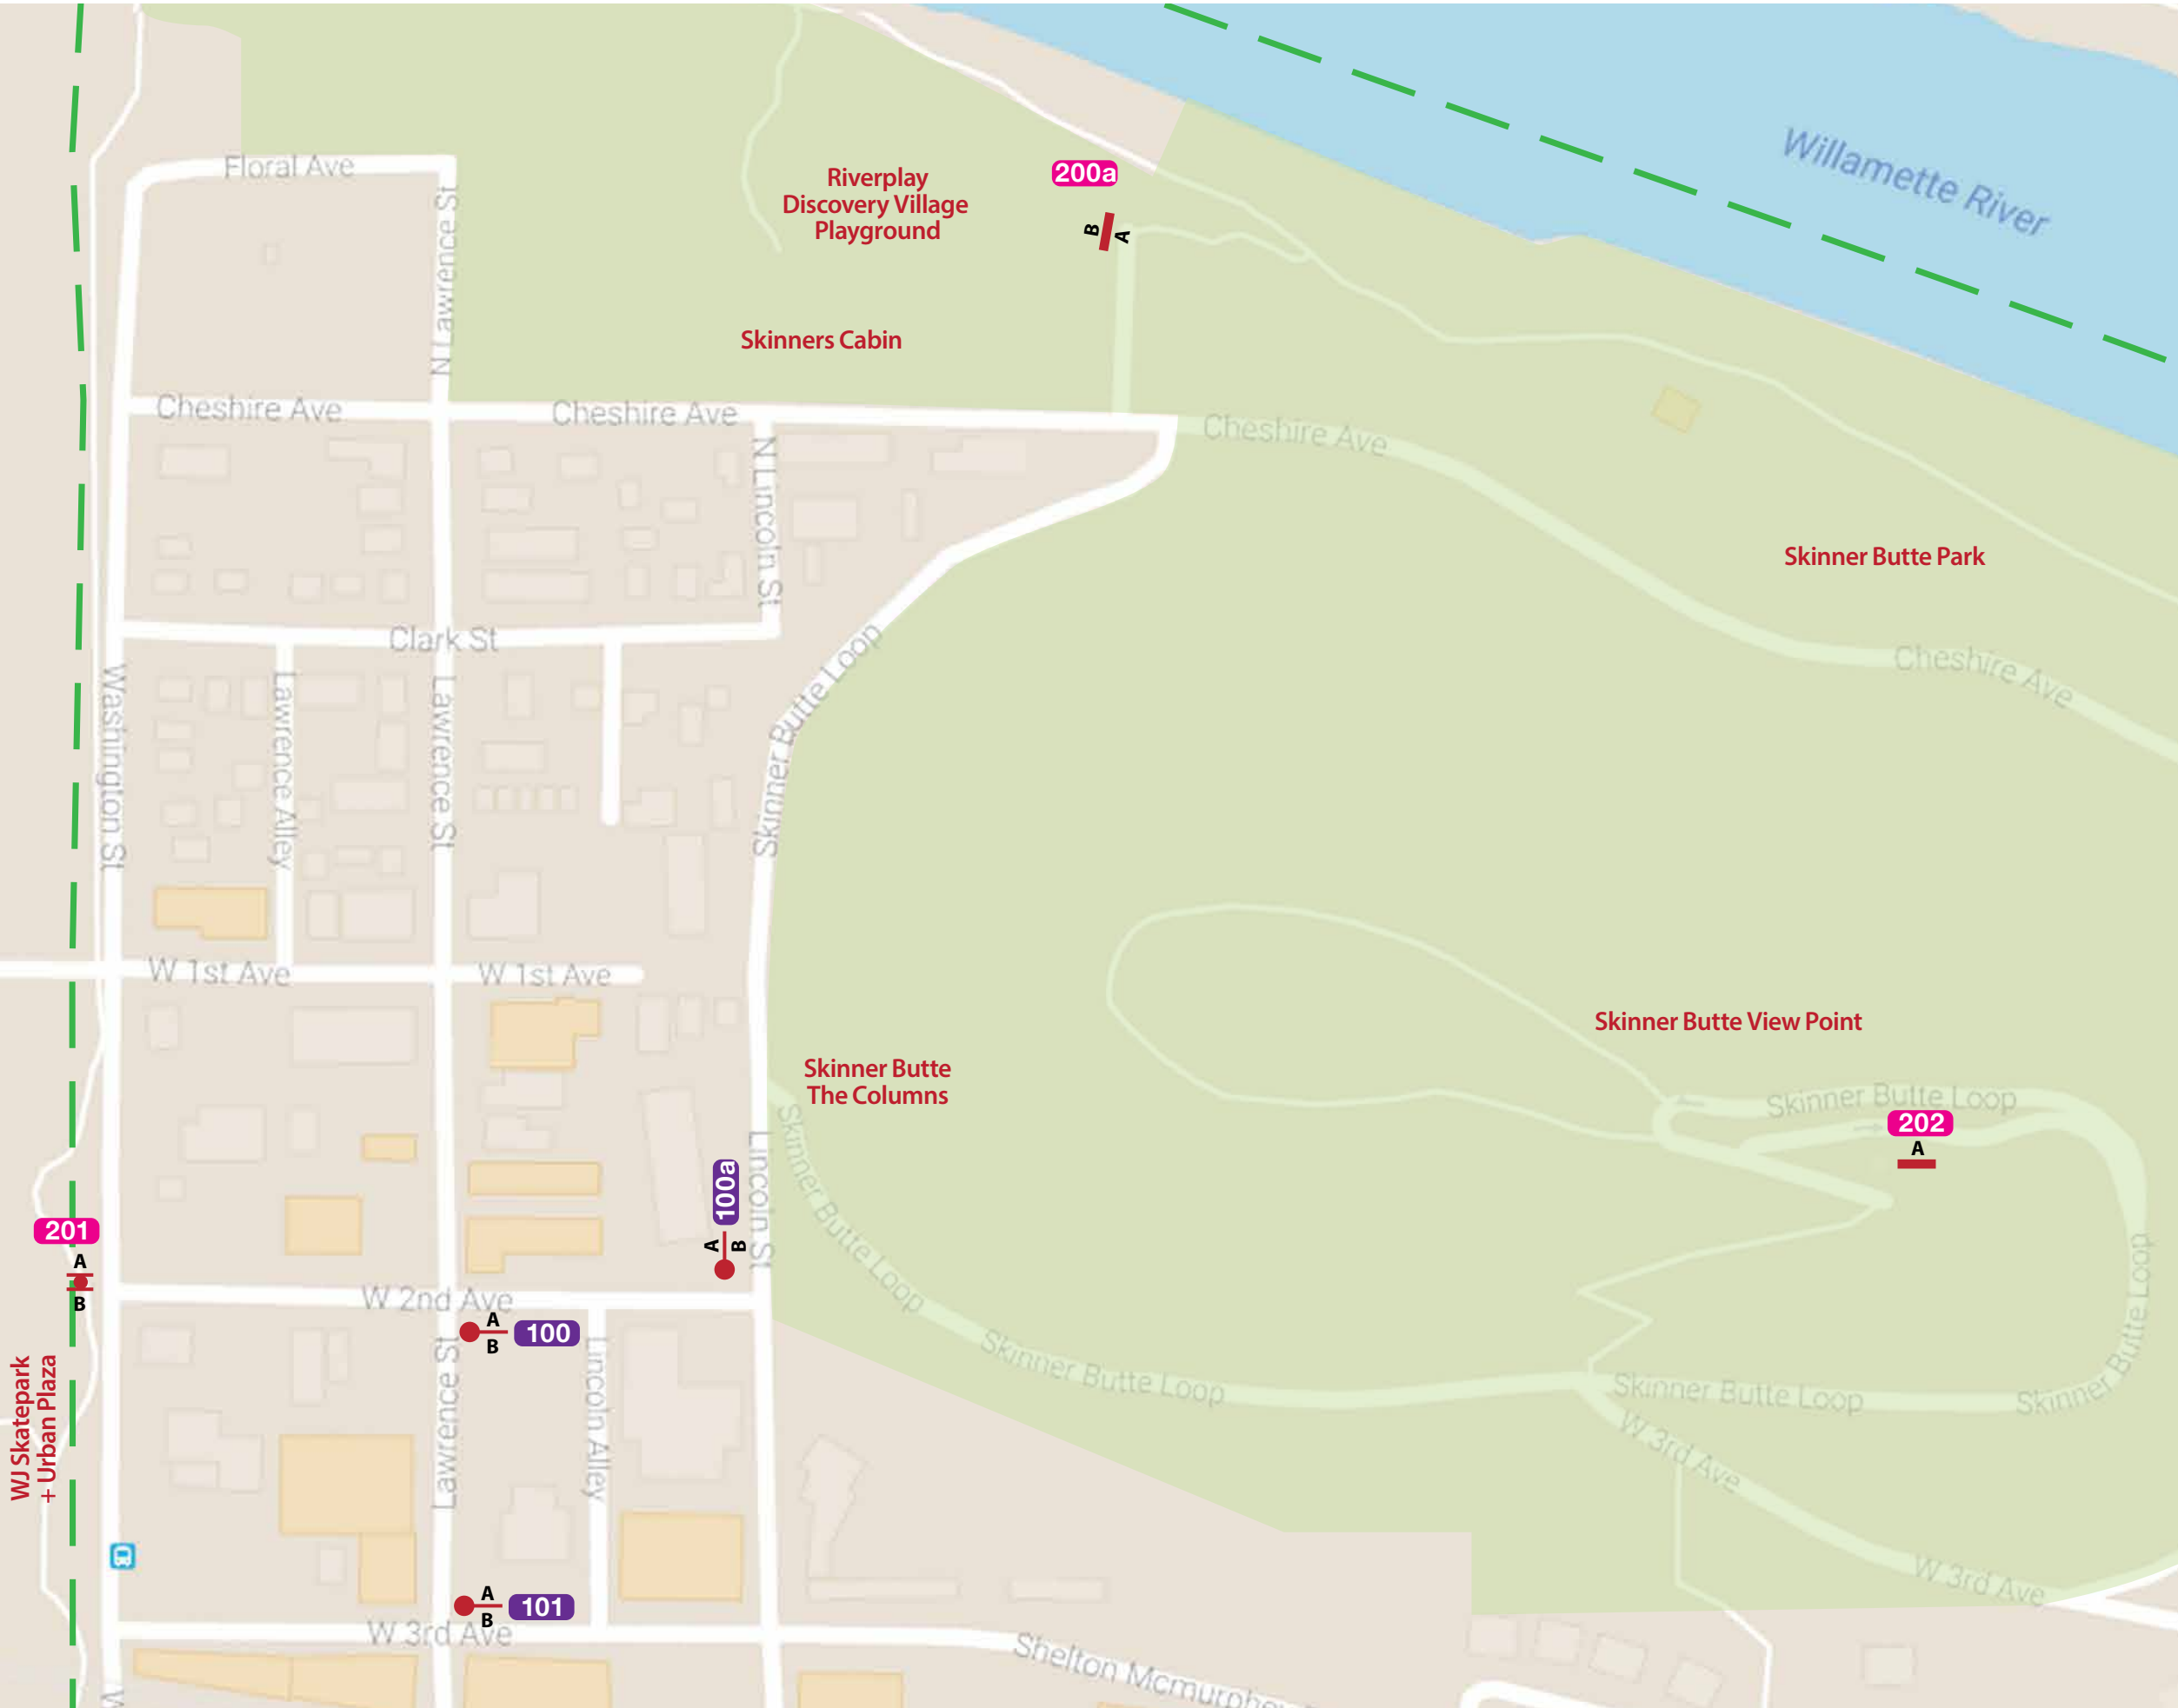 Willamette River
Floral Ave
200a
B
A
Riverplay
Discovery Village
Playground
N Lawrence St
Skinners Cabin
Cheshire Ave
Cheshire Ave
Cheshire Ave
N Lincoln St
Skinner Butte Park
Clark St
Skinner Butte Loop
Cheshire Ave
Washington St
Lawrence Alley
Lawrence St
W 1st Ave
W 1st Ave
Skinner Butte View Point
Skinner Butte
The Columns
Skinner Butte Loop
202
A
Lincoln St
100a
A
B
Skinner Butte Loop
201
A
B
W 2nd Ave
A
B
100
Skinner Butte Loop
Skinner Butte Loop
Skinner Butte Loop
WJ Skatepark
+ Urban Plaza
Lawrence St
Lincoln Alley
W 3rd Ave
W 3rd Ave
A
B
101
W 3rd Ave
W